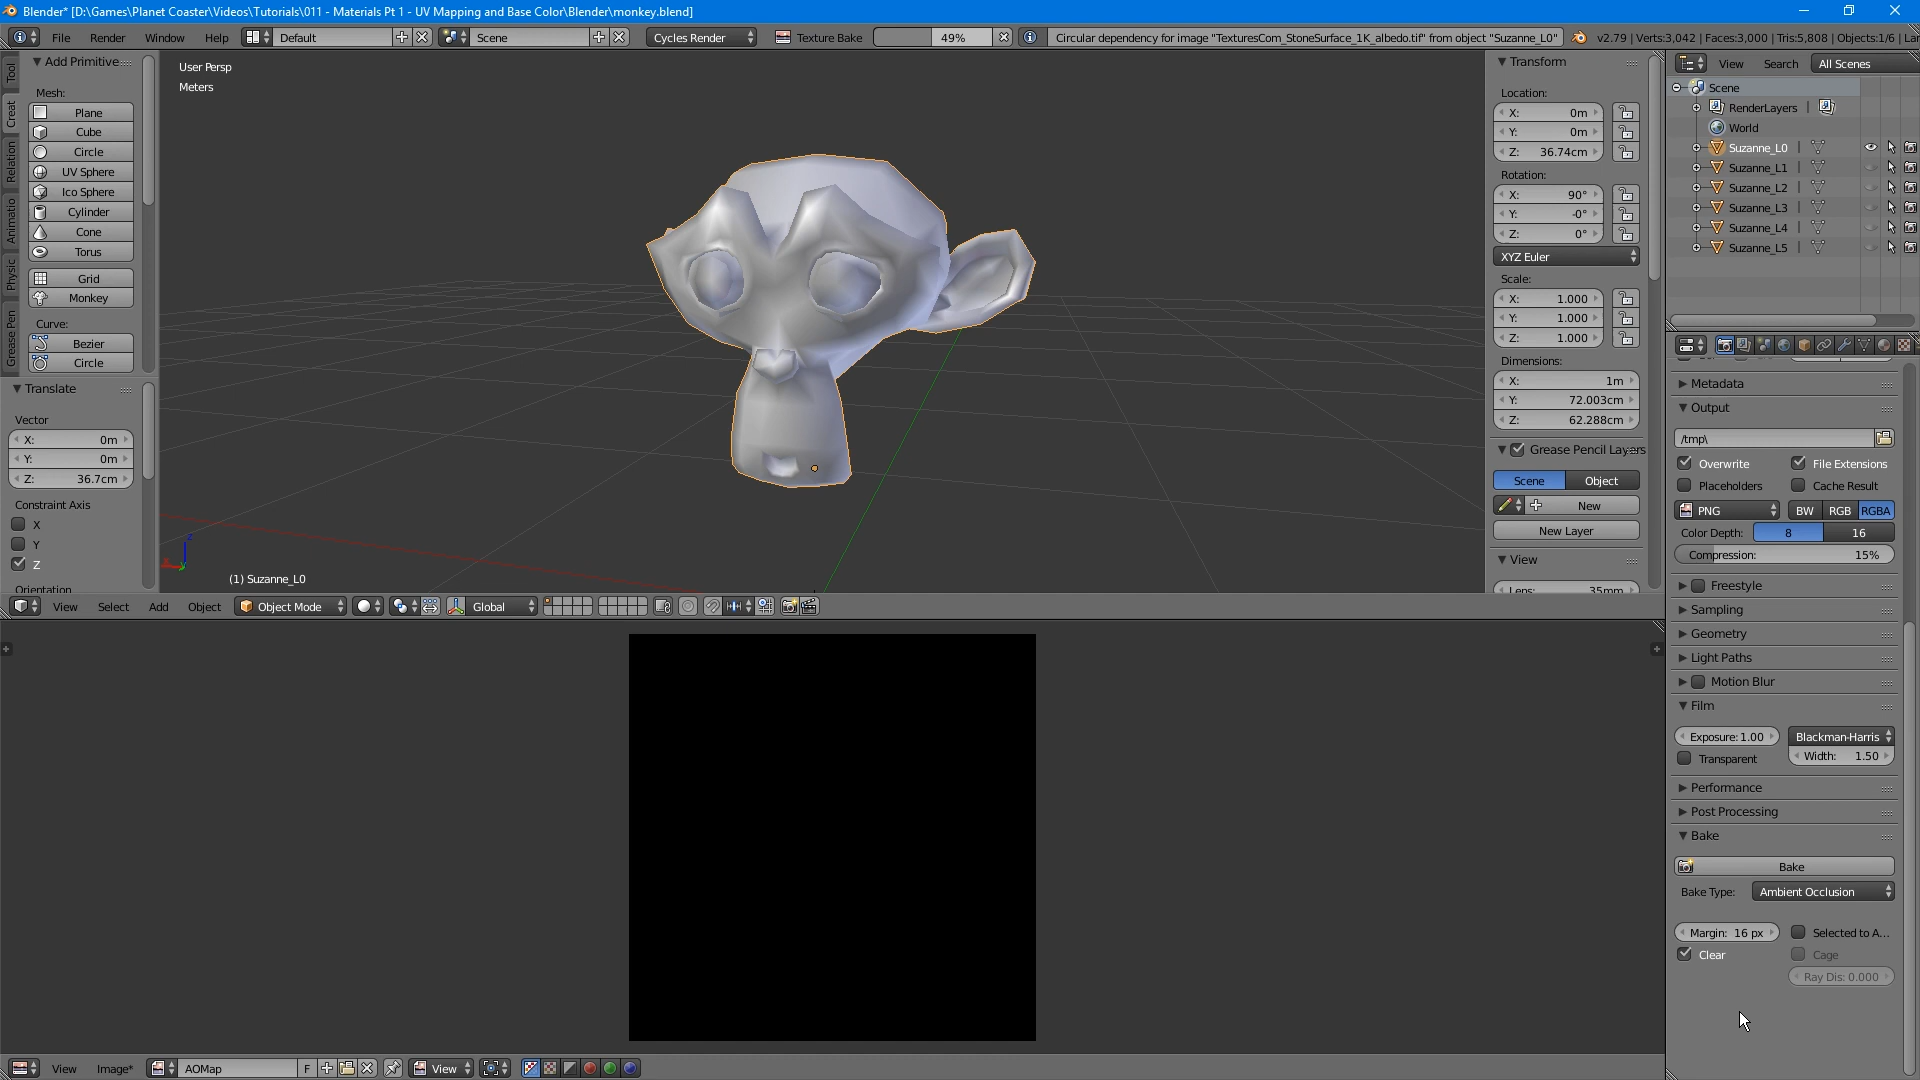 Blender* [D:\Games\Planet Coaster\Videos\Tutorials\011 - Materials Pt 1 - UV Mapping and Base Color\Blender\monkey.blend]
File Render Window Help Default Scene Cycles Render Texture Bake 49% Circular dependency for image "TexturesCom_StoneSurface_1K_albedo.tif" from object "Suzanne_L0" v2.79 | Verts:3,042 | Faces:3,000 | Tris:5,808 | Objects:1/6 | Lar
Tool
Creat
Relation
Animatio
Physic
Grease Pen
Add Primitive
Mesh:
Plane
Cube
Circle
UV Sphere
Ico Sphere
Cylinder
Cone
Torus
Grid
Monkey
Curve:
Bezier
Circle
Translate
Vector
X: 0m
Y: 0m
Z: 36.7cm
Constraint Axis
X
Y
Z
Orientation
User Persp
Meters
(1) Suzanne_L0
View Select Add Object Object Mode Global
Transform
Location:
X: 0m
Y: 0m
Z: 36.74cm
Rotation:
X: 90°
Y: -0°
Z: 0°
XYZ Euler
Scale:
X: 1.000
Y: 1.000
Z: 1.000
Dimensions:
X: 1m
Y: 72.003cm
Z: 62.288cm
Grease Pencil Layers
Scene Object
New
New Layer
View
Lens: 35mm
View Search All Scenes
Scene
RenderLayers |
World
Suzanne_L0 |
Suzanne_L1 |
Suzanne_L2 |
Suzanne_L3 |
Suzanne_L4 |
Suzanne_L5 |
Metadata
Output
/tmp\
Overwrite File Extensions
Placeholders Cache Result
PNG BW RGB RGBA
Color Depth: 8 16
Compression: 15%
Freestyle
Sampling
Geometry
Light Paths
Motion Blur
Film
Exposure: 1.00 Blackman-Harris
Transparent Width: 1.50
Performance
Post Processing
Bake
Bake
Bake Type: Ambient Occlusion
Margin: 16 px Selected to A...
Clear Cage
Ray Dis: 0.000
View Image* AOMap F View